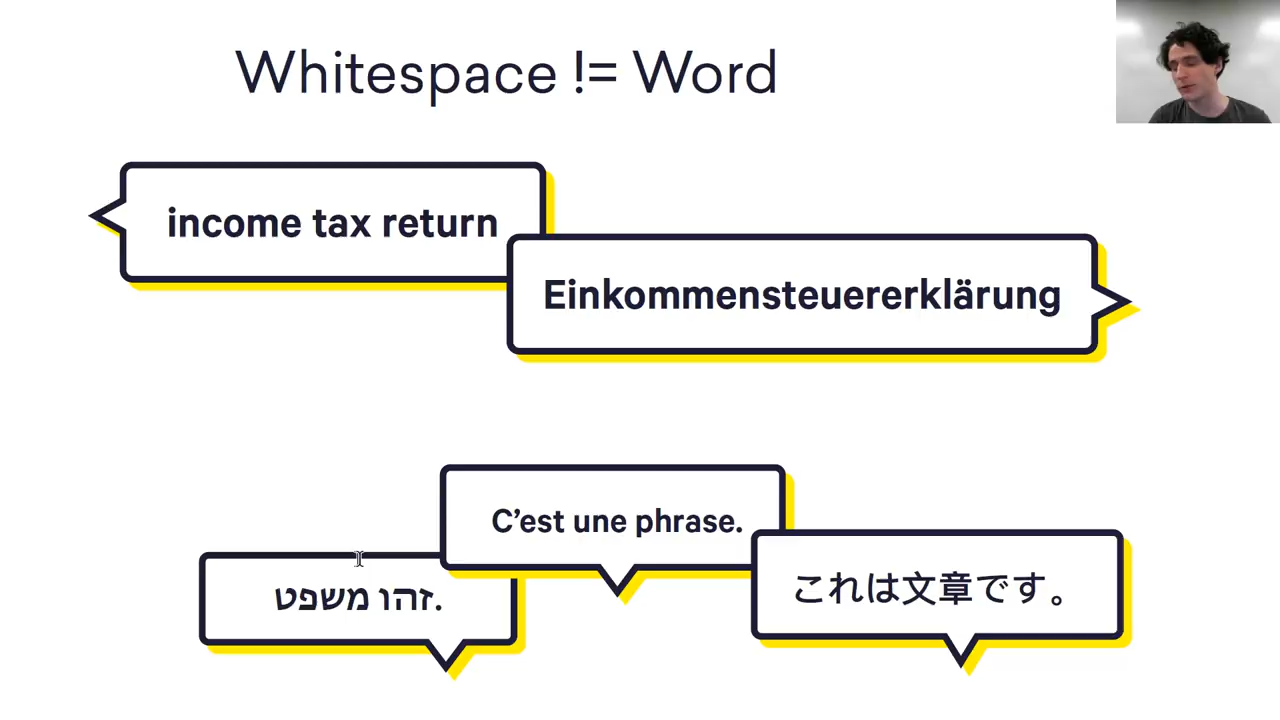 Whitespace != Word
income tax return
Einkommensteuererklärung
C’est une phrase.
זהו משפט.
これは文章です。